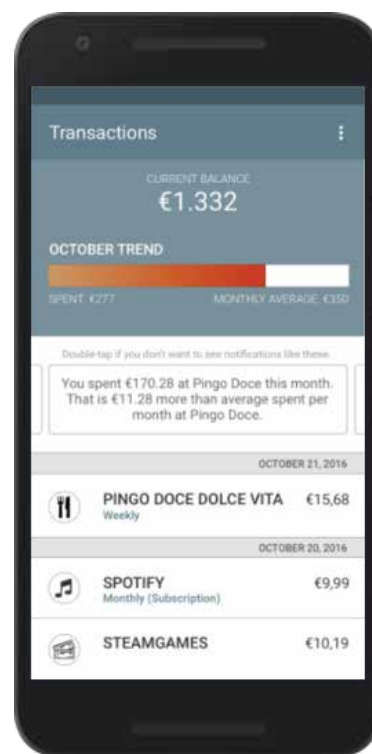 Transactions
CURRENT BALANCE
€1.332
OCTOBER TREND
SPENT €277 MONTHLY AVERAGE €350
Double-tap if you don't want to see notifications like these.
You spent €170.28 at Pingo Doce this month.
That is €11.28 more than average spent per
month at Pingo Doce.
OCTOBER 21, 2016
PINGO DOCE DOLCE VITA €15,68
Weekly
OCTOBER 20, 2016
SPOTIFY €9,99
Monthly (Subscription)
STEAMGAMES €10,19